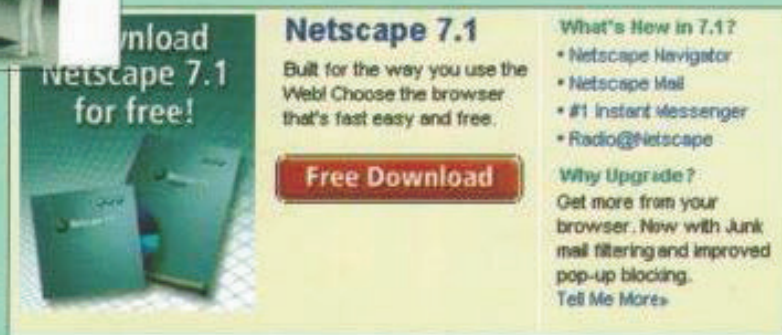 Download
Netscape 7.1
for free!
Netscape 7.1
Built for the way you use the
Web! Choose the browser
that's fast easy and free.
Free Download
What's New in 7.1?
• Netscape Navigator
• Netscape Mail
• #1 Instant Messenger
• Radio@Netscape
Why Upgrade?
Get more from your
browser. Now with Junk
mail filtering and improved
pop-up blocking.
Tell Me More»